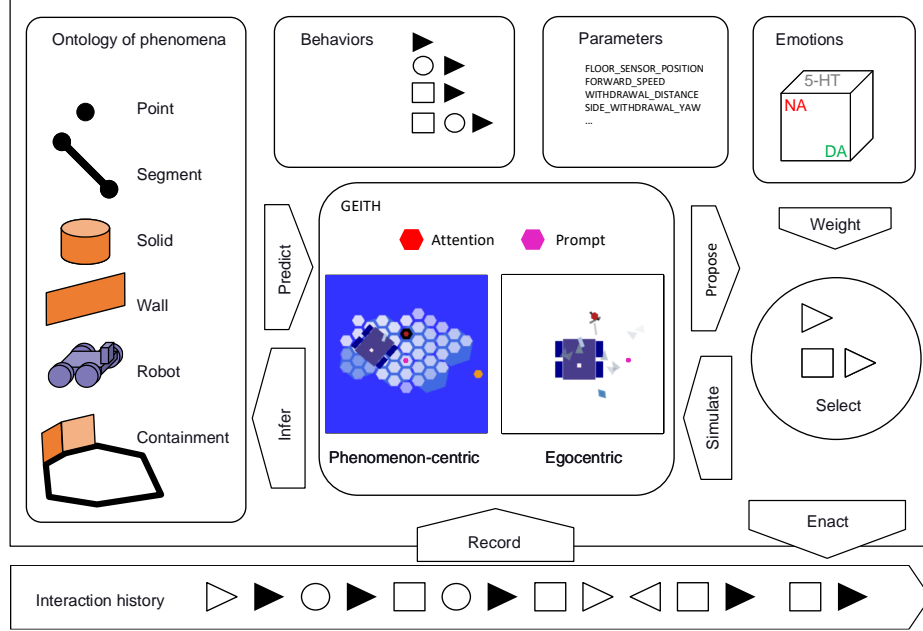 Ontology of phenomena
Point
Segment
Solid
Wall
Robot
Containment
Behaviors
Parameters
FLOOR_SENSOR_POSITION
FORWARD_SPEED
WITHDRAWAL_DISTANCE
SIDE_WITHDRAWAL_YAW
...
Emotions
5-HT
NA
DA
Predict
Infer
GEITH
Attention
Prompt
Phenomenon-centric
Egocentric
Propose
Simulate
Weight
Select
Enact
Record
Interaction history